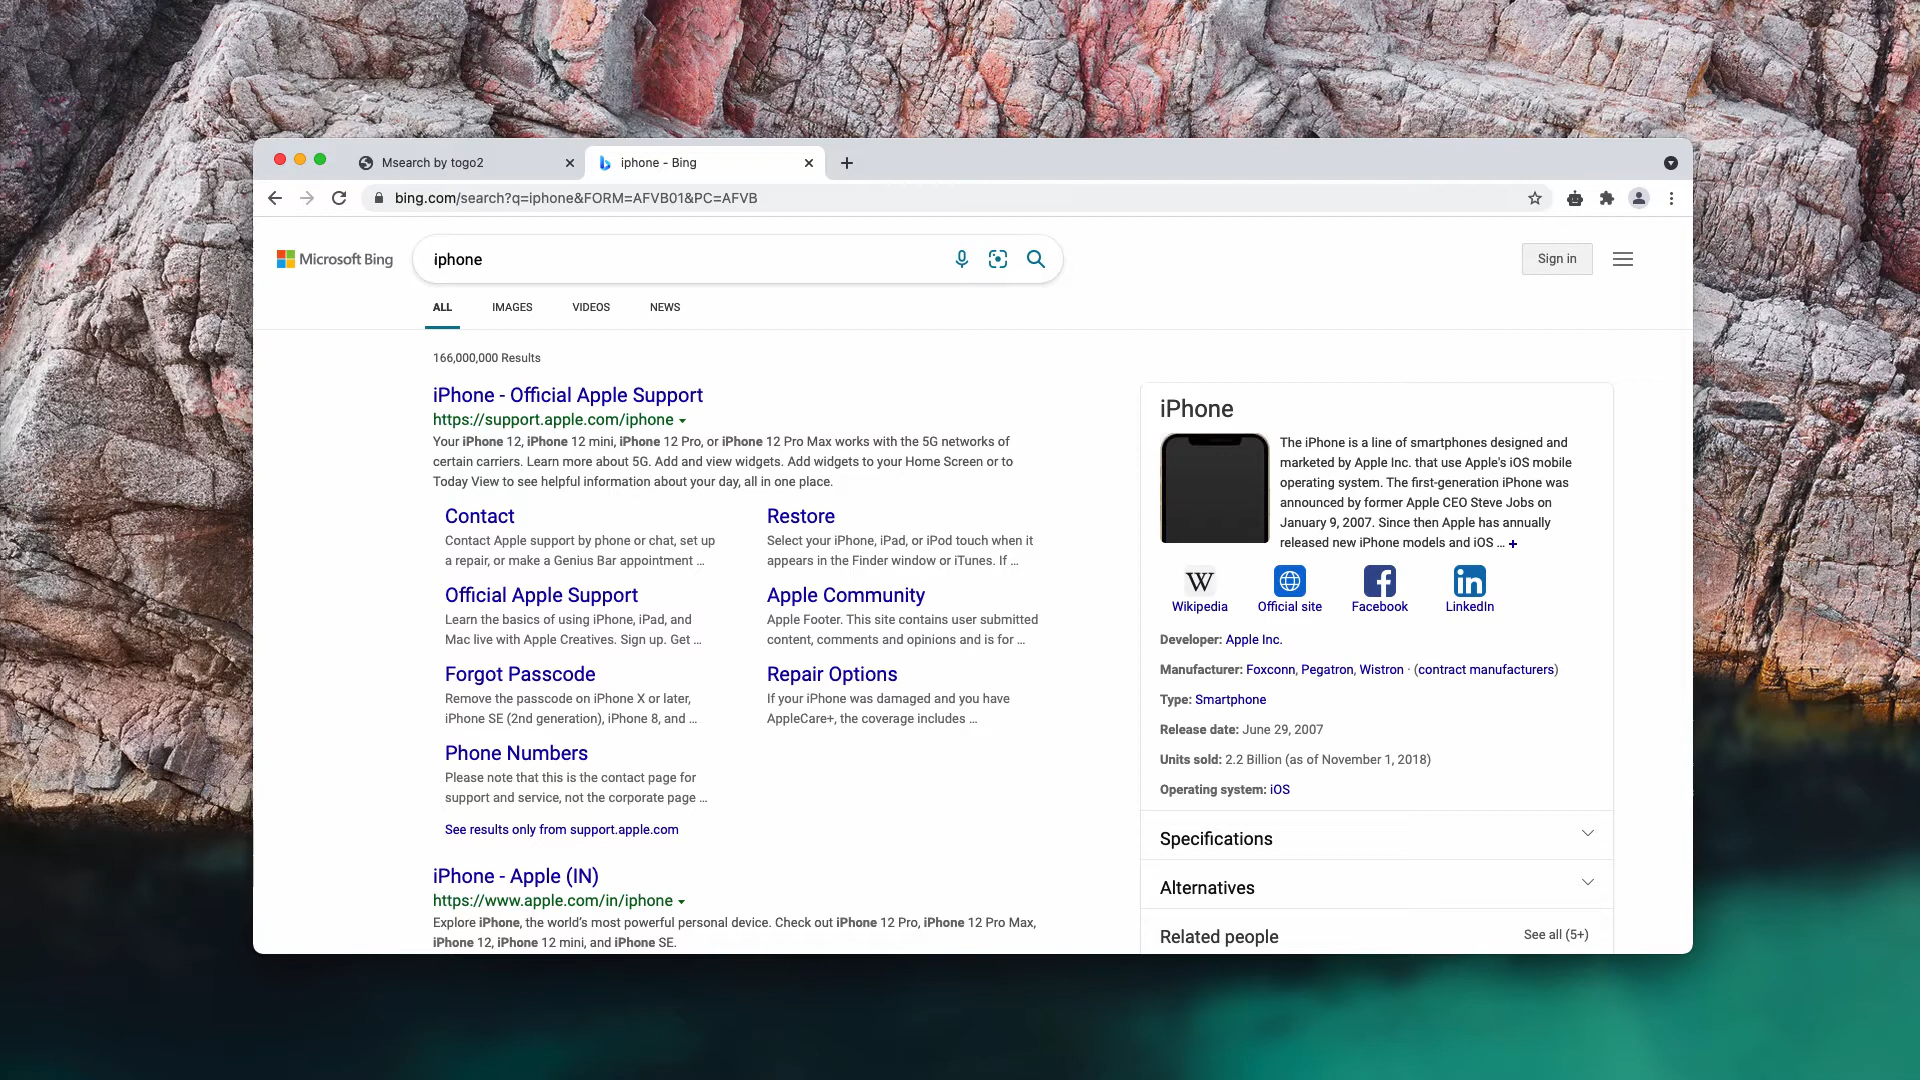 Msearch by togo2
iphone - Bing
bing.com/search?q=iphone&FORM=AFVB01&PC=AFVB
Microsoft Bing
iphone
Sign in
ALL
IMAGES
VIDEOS
NEWS
166,000,000 Results
iPhone - Official Apple Support
https://support.apple.com/iphone
Your iPhone 12, iPhone 12 mini, iPhone 12 Pro, or iPhone 12 Pro Max works with the 5G networks of
certain carriers. Learn more about 5G. Add and view widgets. Add widgets to your Home Screen or to
Today View to see helpful information about your day, all in one place.
Contact
Contact Apple support by phone or chat, set up
a repair, or make a Genius Bar appointment ...
Restore
Select your iPhone, iPad, or iPod touch when it
appears in the Finder window or iTunes. If ...
Official Apple Support
Learn the basics of using iPhone, iPad, and
Mac live with Apple Creatives. Sign up. Get ...
Apple Community
Apple Footer. This site contains user submitted
content, comments and opinions and is for ...
Forgot Passcode
Remove the passcode on iPhone X or later,
iPhone SE (2nd generation), iPhone 8, and ...
Repair Options
If your iPhone was damaged and you have
AppleCare+, the coverage includes ...
Phone Numbers
Please note that this is the contact page for
support and service, not the corporate page ...
See results only from support.apple.com
iPhone - Apple (IN)
https://www.apple.com/in/iphone
Explore iPhone, the world's most powerful personal device. Check out iPhone 12 Pro, iPhone 12 Pro Max,
iPhone 12, iPhone 12 mini, and iPhone SE.
iPhone
The iPhone is a line of smartphones designed and
marketed by Apple Inc. that use Apple's iOS mobile
operating system. The first-generation iPhone was
announced by former Apple CEO Steve Jobs on
January 9, 2007. Since then Apple has annually
released new iPhone models and iOS ... +
Wikipedia
Official site
Facebook
LinkedIn
Developer: Apple Inc.
Manufacturer: Foxconn, Pegatron, Wistron · (contract manufacturers)
Type: Smartphone
Release date: June 29, 2007
Units sold: 2.2 Billion (as of November 1, 2018)
Operating system: iOS
Specifications
Alternatives
Related people
See all (5+)